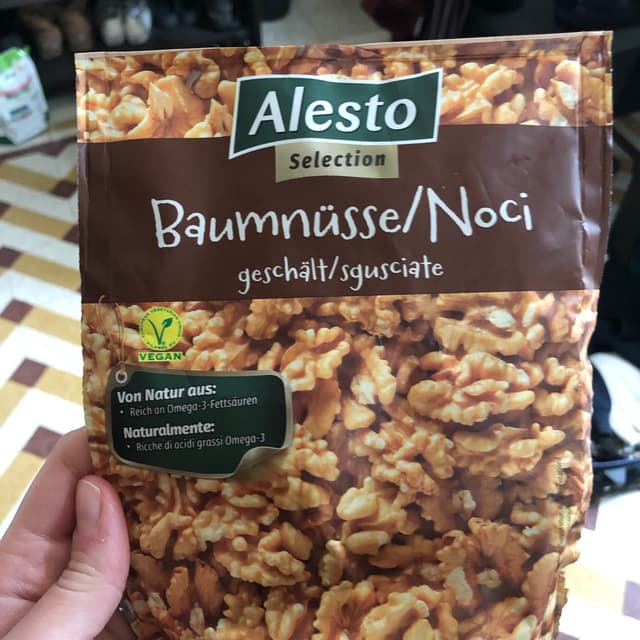 Alesto
Selection
Baumnüsse/Noci
geschält/sgusciate
VEGAN
Von Natur aus:
• Reich an Omega-3-Fettsäuren
Naturalmente:
• Ricche di acidi grassi Omega-3